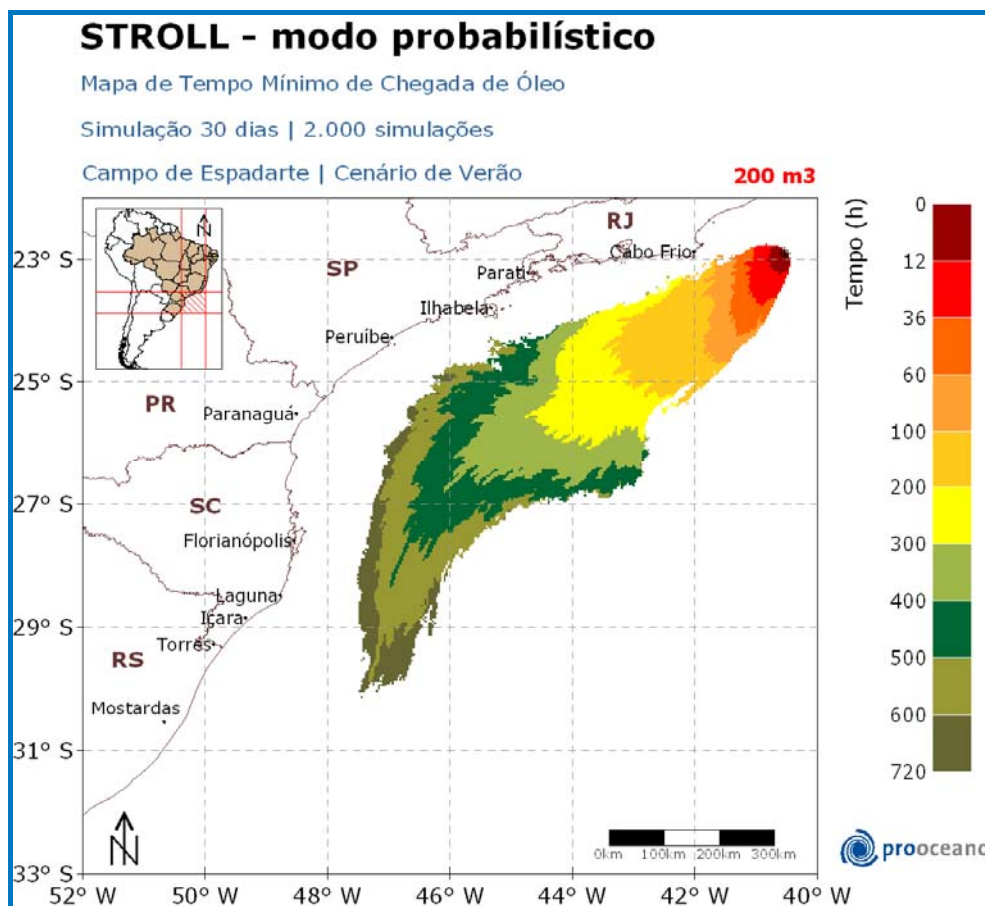 STROLL - modo probabilístico
Mapa de Tempo Mínimo de Chegada de Óleo
Simulação 30 dias | 2.000 simulações
Campo de Espadarte | Cenário de Verão
200 m3
N
RJ
SP
Cabo Frio
Parati
Ilhabela
Peruíbe
PR
Paranaguá
SC
Florianópolis
Laguna
Içara
Torres
RS
Mostardas
N
0km 100km 200km 300km
23° S
25° S
27° S
29° S
31° S
33° S
52 W 50° W 48° W 46° W 44° W 42° W 40° W
Tempo (h)
0
12
36
60
100
200
300
400
500
600
720
prooceano